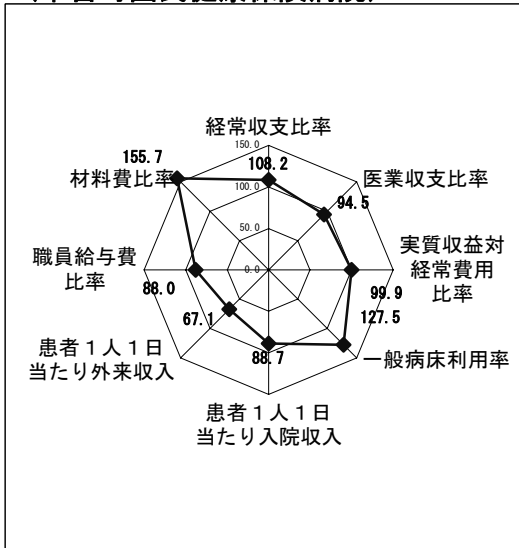 経常収支比率
150.0
108.2
100.0
50.0
0.0
医業収支比率
94.5
実質収益対
経常費用
比率
99.9
127.5
一般病床利用率
88.7
患者１人１日
当たり入院収入
67.1
患者１人１日
当たり外来収入
職員給与費
比率
88.0
155.7
材料費比率